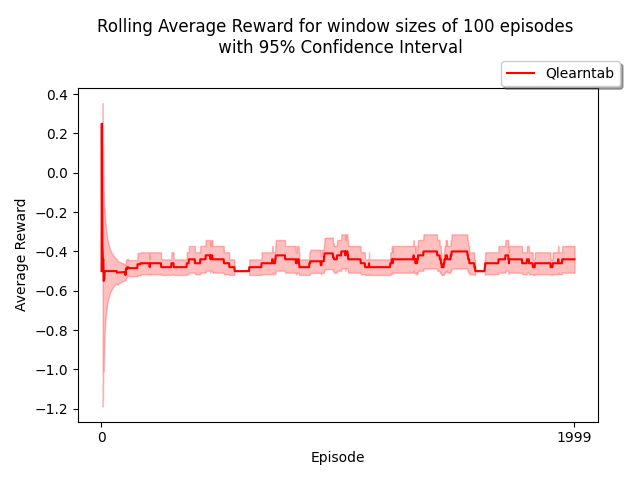 Rolling Average Reward for window sizes of 100 episodes
with 95% Confidence Interval
Qlearntab
0.4
0.2
0.0
−0.2
−0.4
−0.6
−0.8
−1.0
−1.2
Average Reward
0
1999
Episode